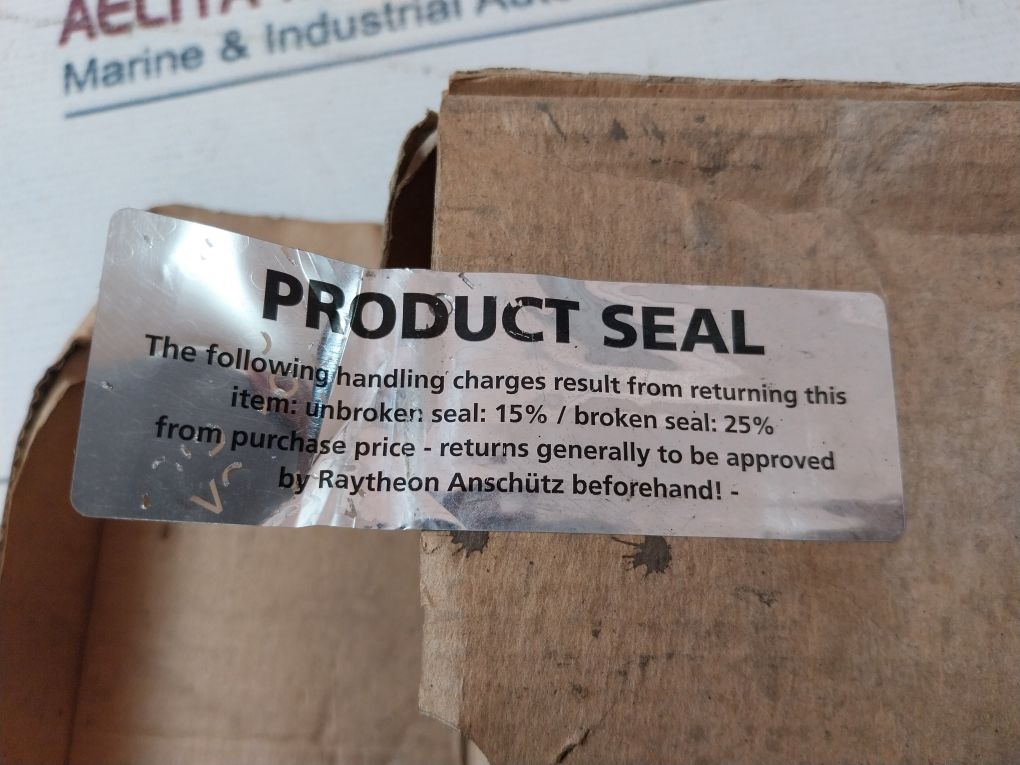 AELITA
Marine & Industrial
PRODUCT SEAL
The following handling charges result from returning this
item: unbroken seal: 15% / broken seal: 25%
from purchase price - returns generally to be approved
by Raytheon Anschütz beforehand! -